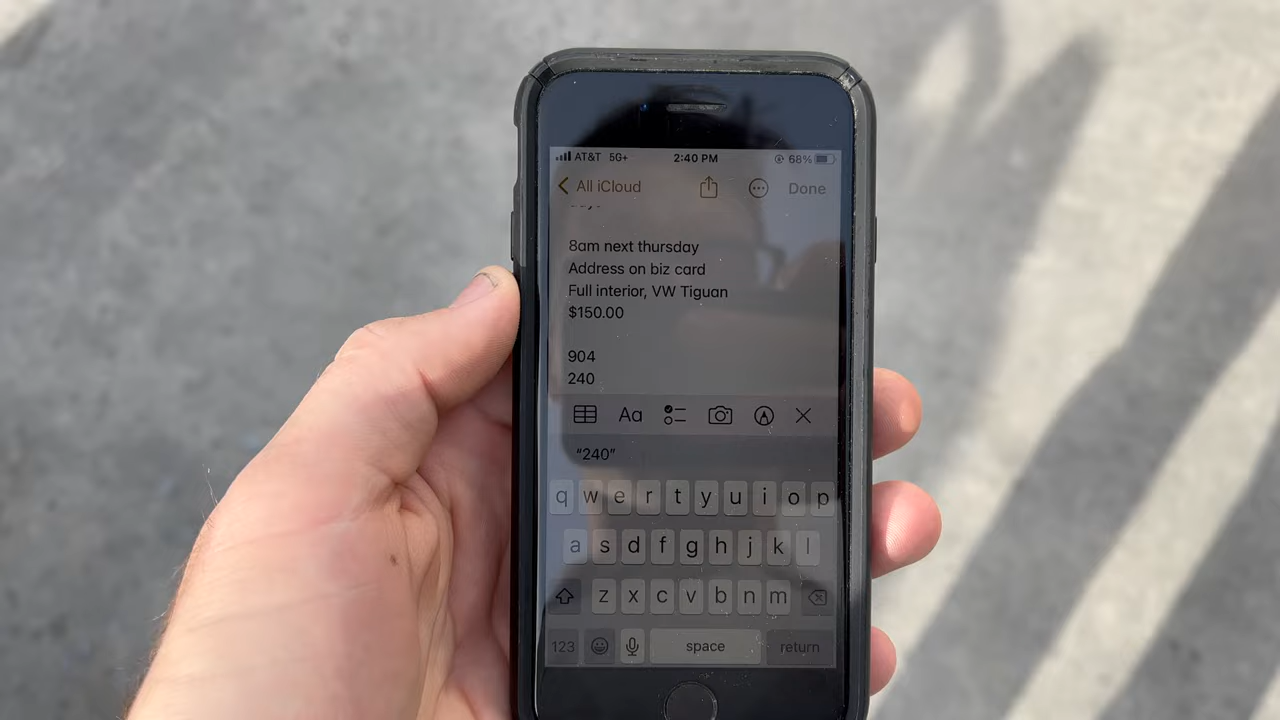 AT&T 5G+ 2:40 PM 68%
All iCloud Done
8am next thursday
Address on biz card
Full interior, VW Tiguan
$150.00
904
240
Aa
“240”
q w e r t y u i o p
a s d f g h j k l
z x c v b n m
123 space return